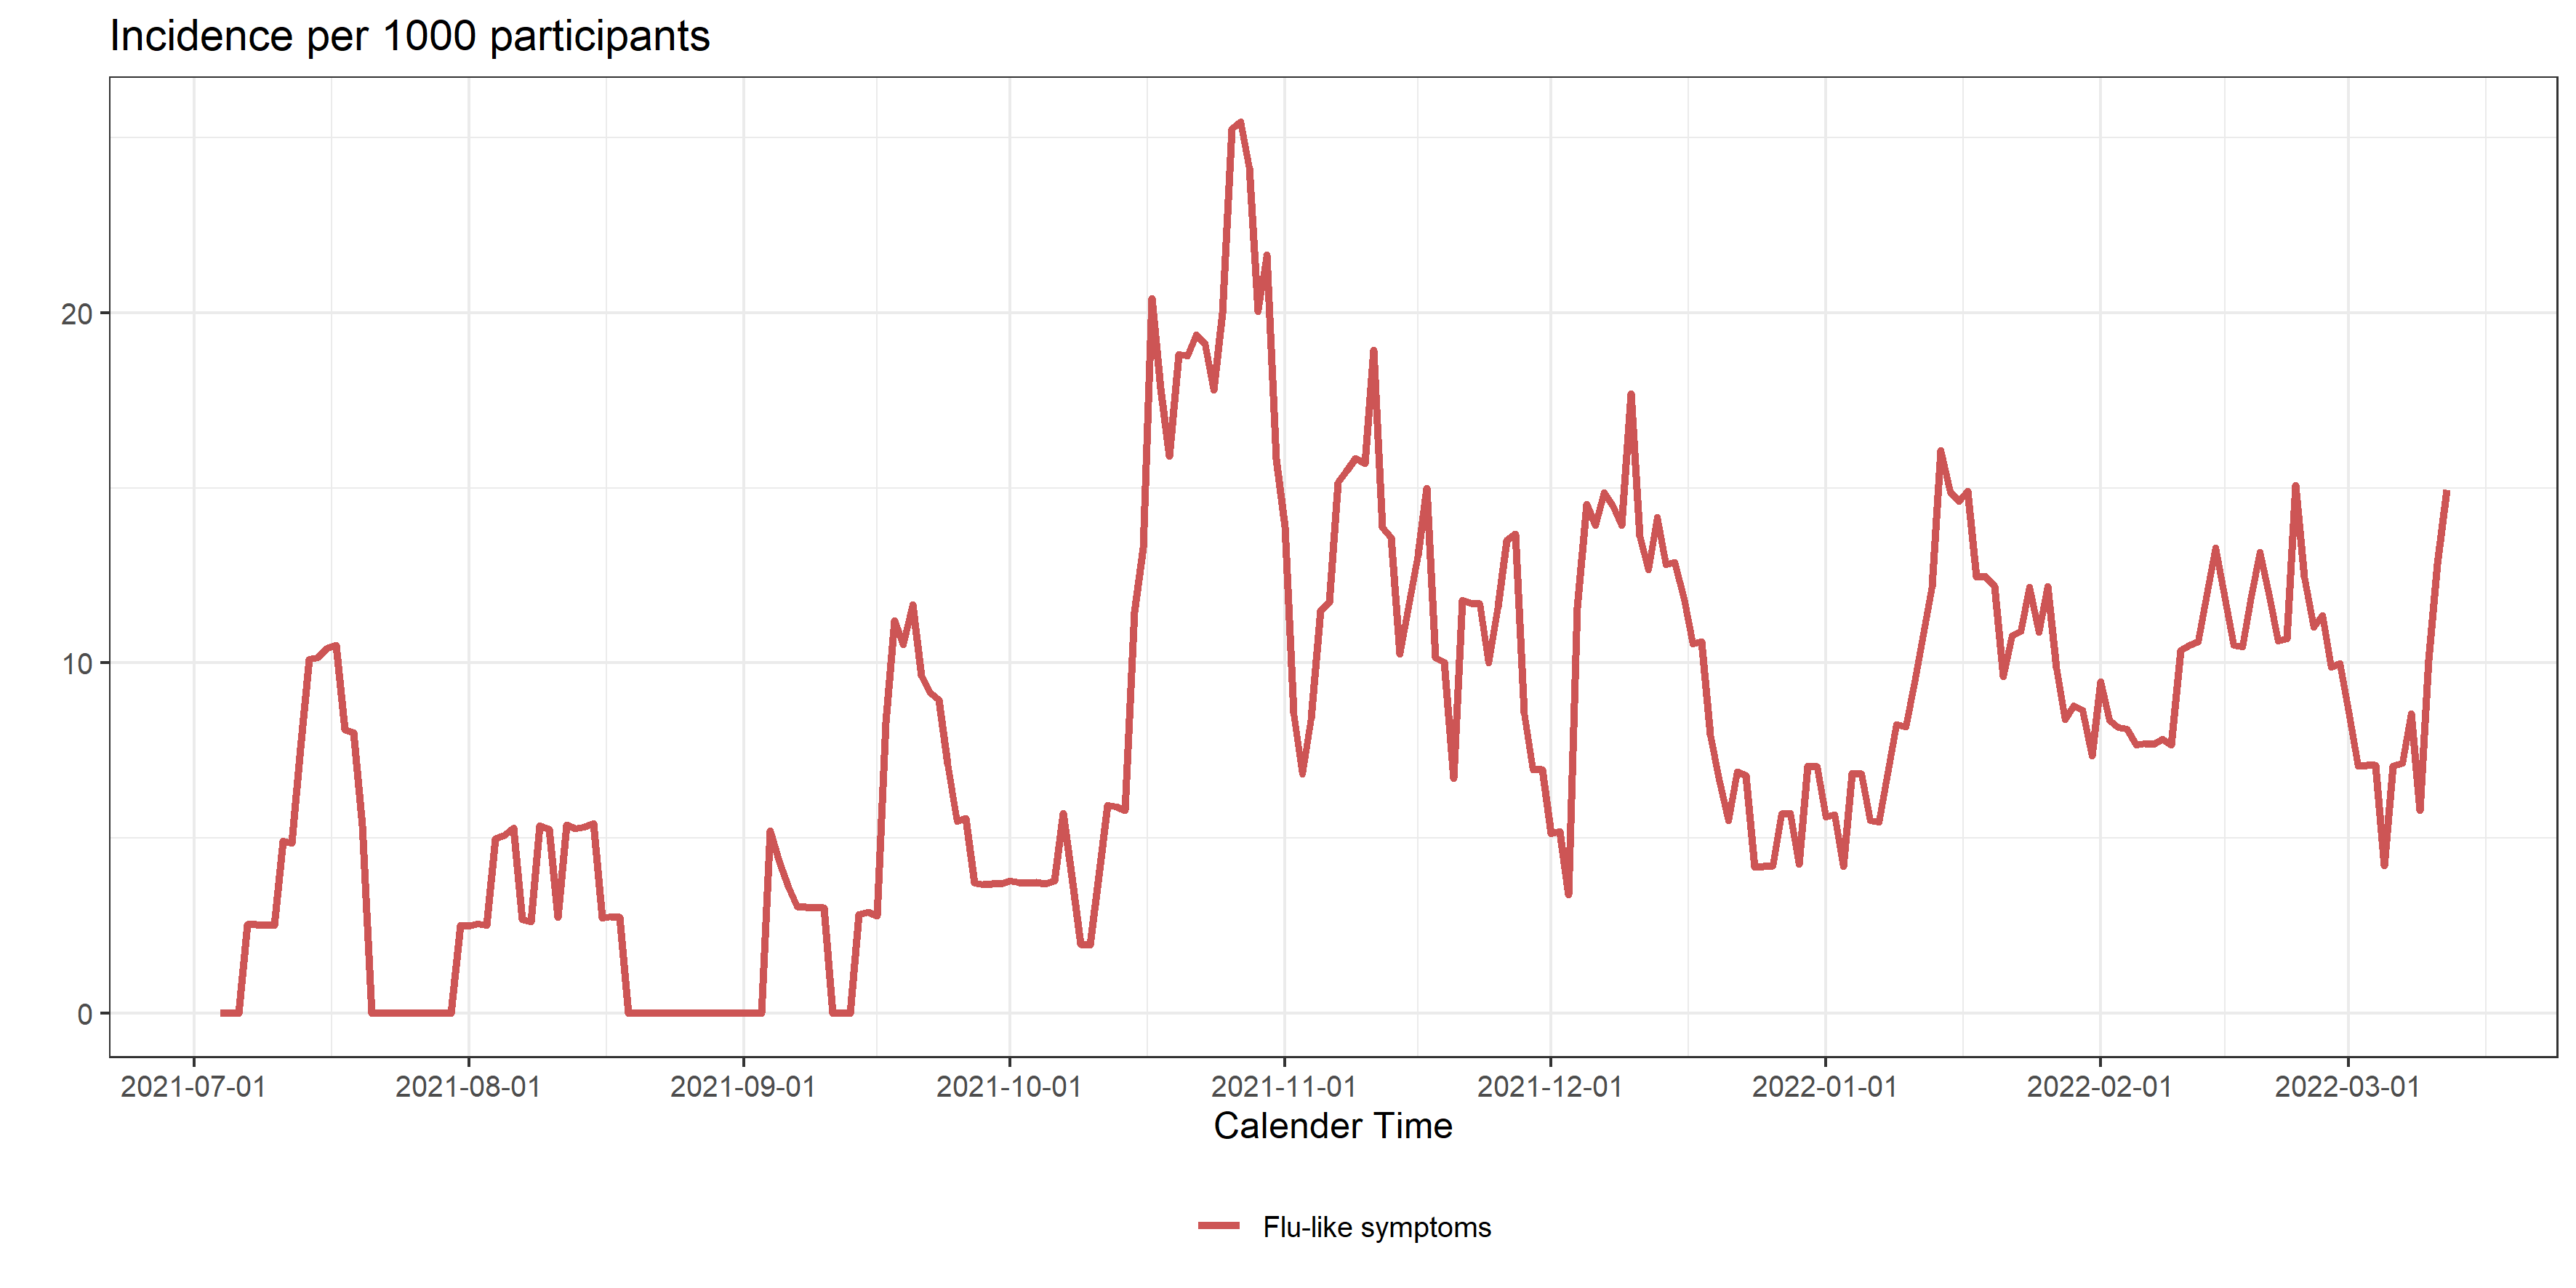 Incidence per 1000 participants
20
10
0
2021-07-01 2021-08-01 2021-09-01 2021-10-01 2021-11-01 2021-12-01 2022-01-01 2022-02-01 2022-03-01
Calender Time
Flu-like symptoms